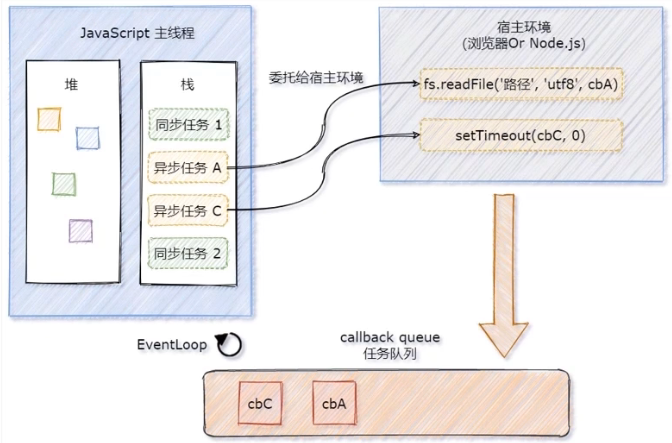 JavaScript 主线程
堆
栈
同步任务 1
异步任务 A
异步任务 C
同步任务 2
委托给宿主环境
宿主环境
(浏览器Or Node.js)
fs.readFile('路径', 'utf8', cbA)
setTimeout(cbC, 0)
EventLoop
callback queue
任务队列
cbC
cbA